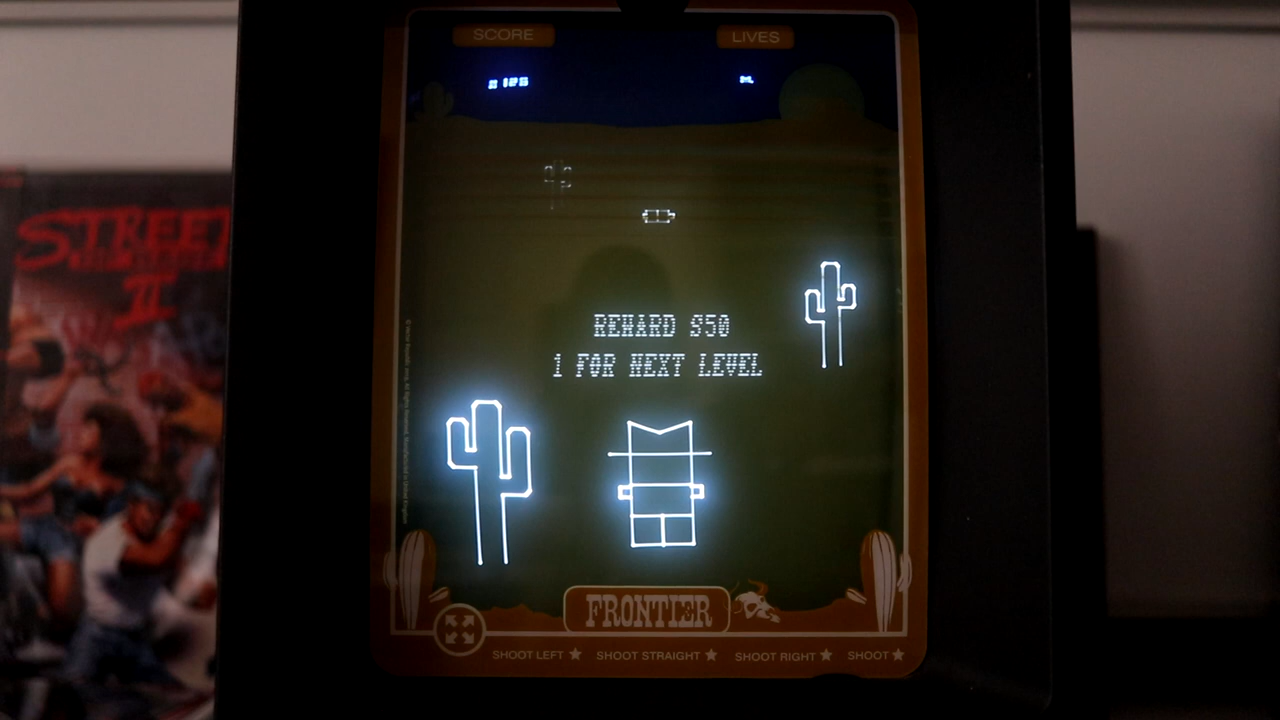 SCORE
LIVES
STREET
II
REWARD $50
1 FOR NEXT LEVEL
FRONTIER
SHOOT LEFT ★ SHOOT STRAIGHT ★ SHOOT RIGHT ★ SHOOT ★